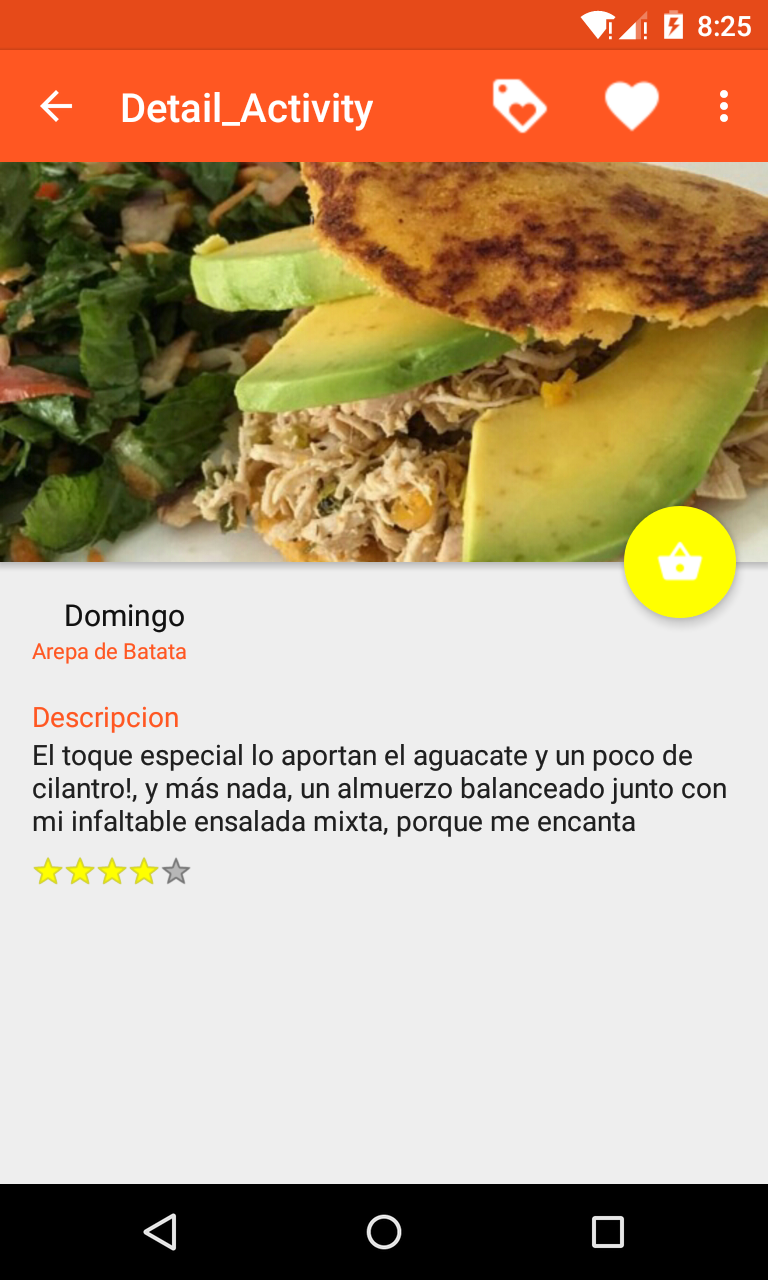 8:25
Detail_Activity
Domingo
Arepa de Batata
Descripcion
El toque especial lo aportan el aguacate y un poco de
cilantro!, y más nada, un almuerzo balanceado junto con
mi infaltable ensalada mixta, porque me encanta